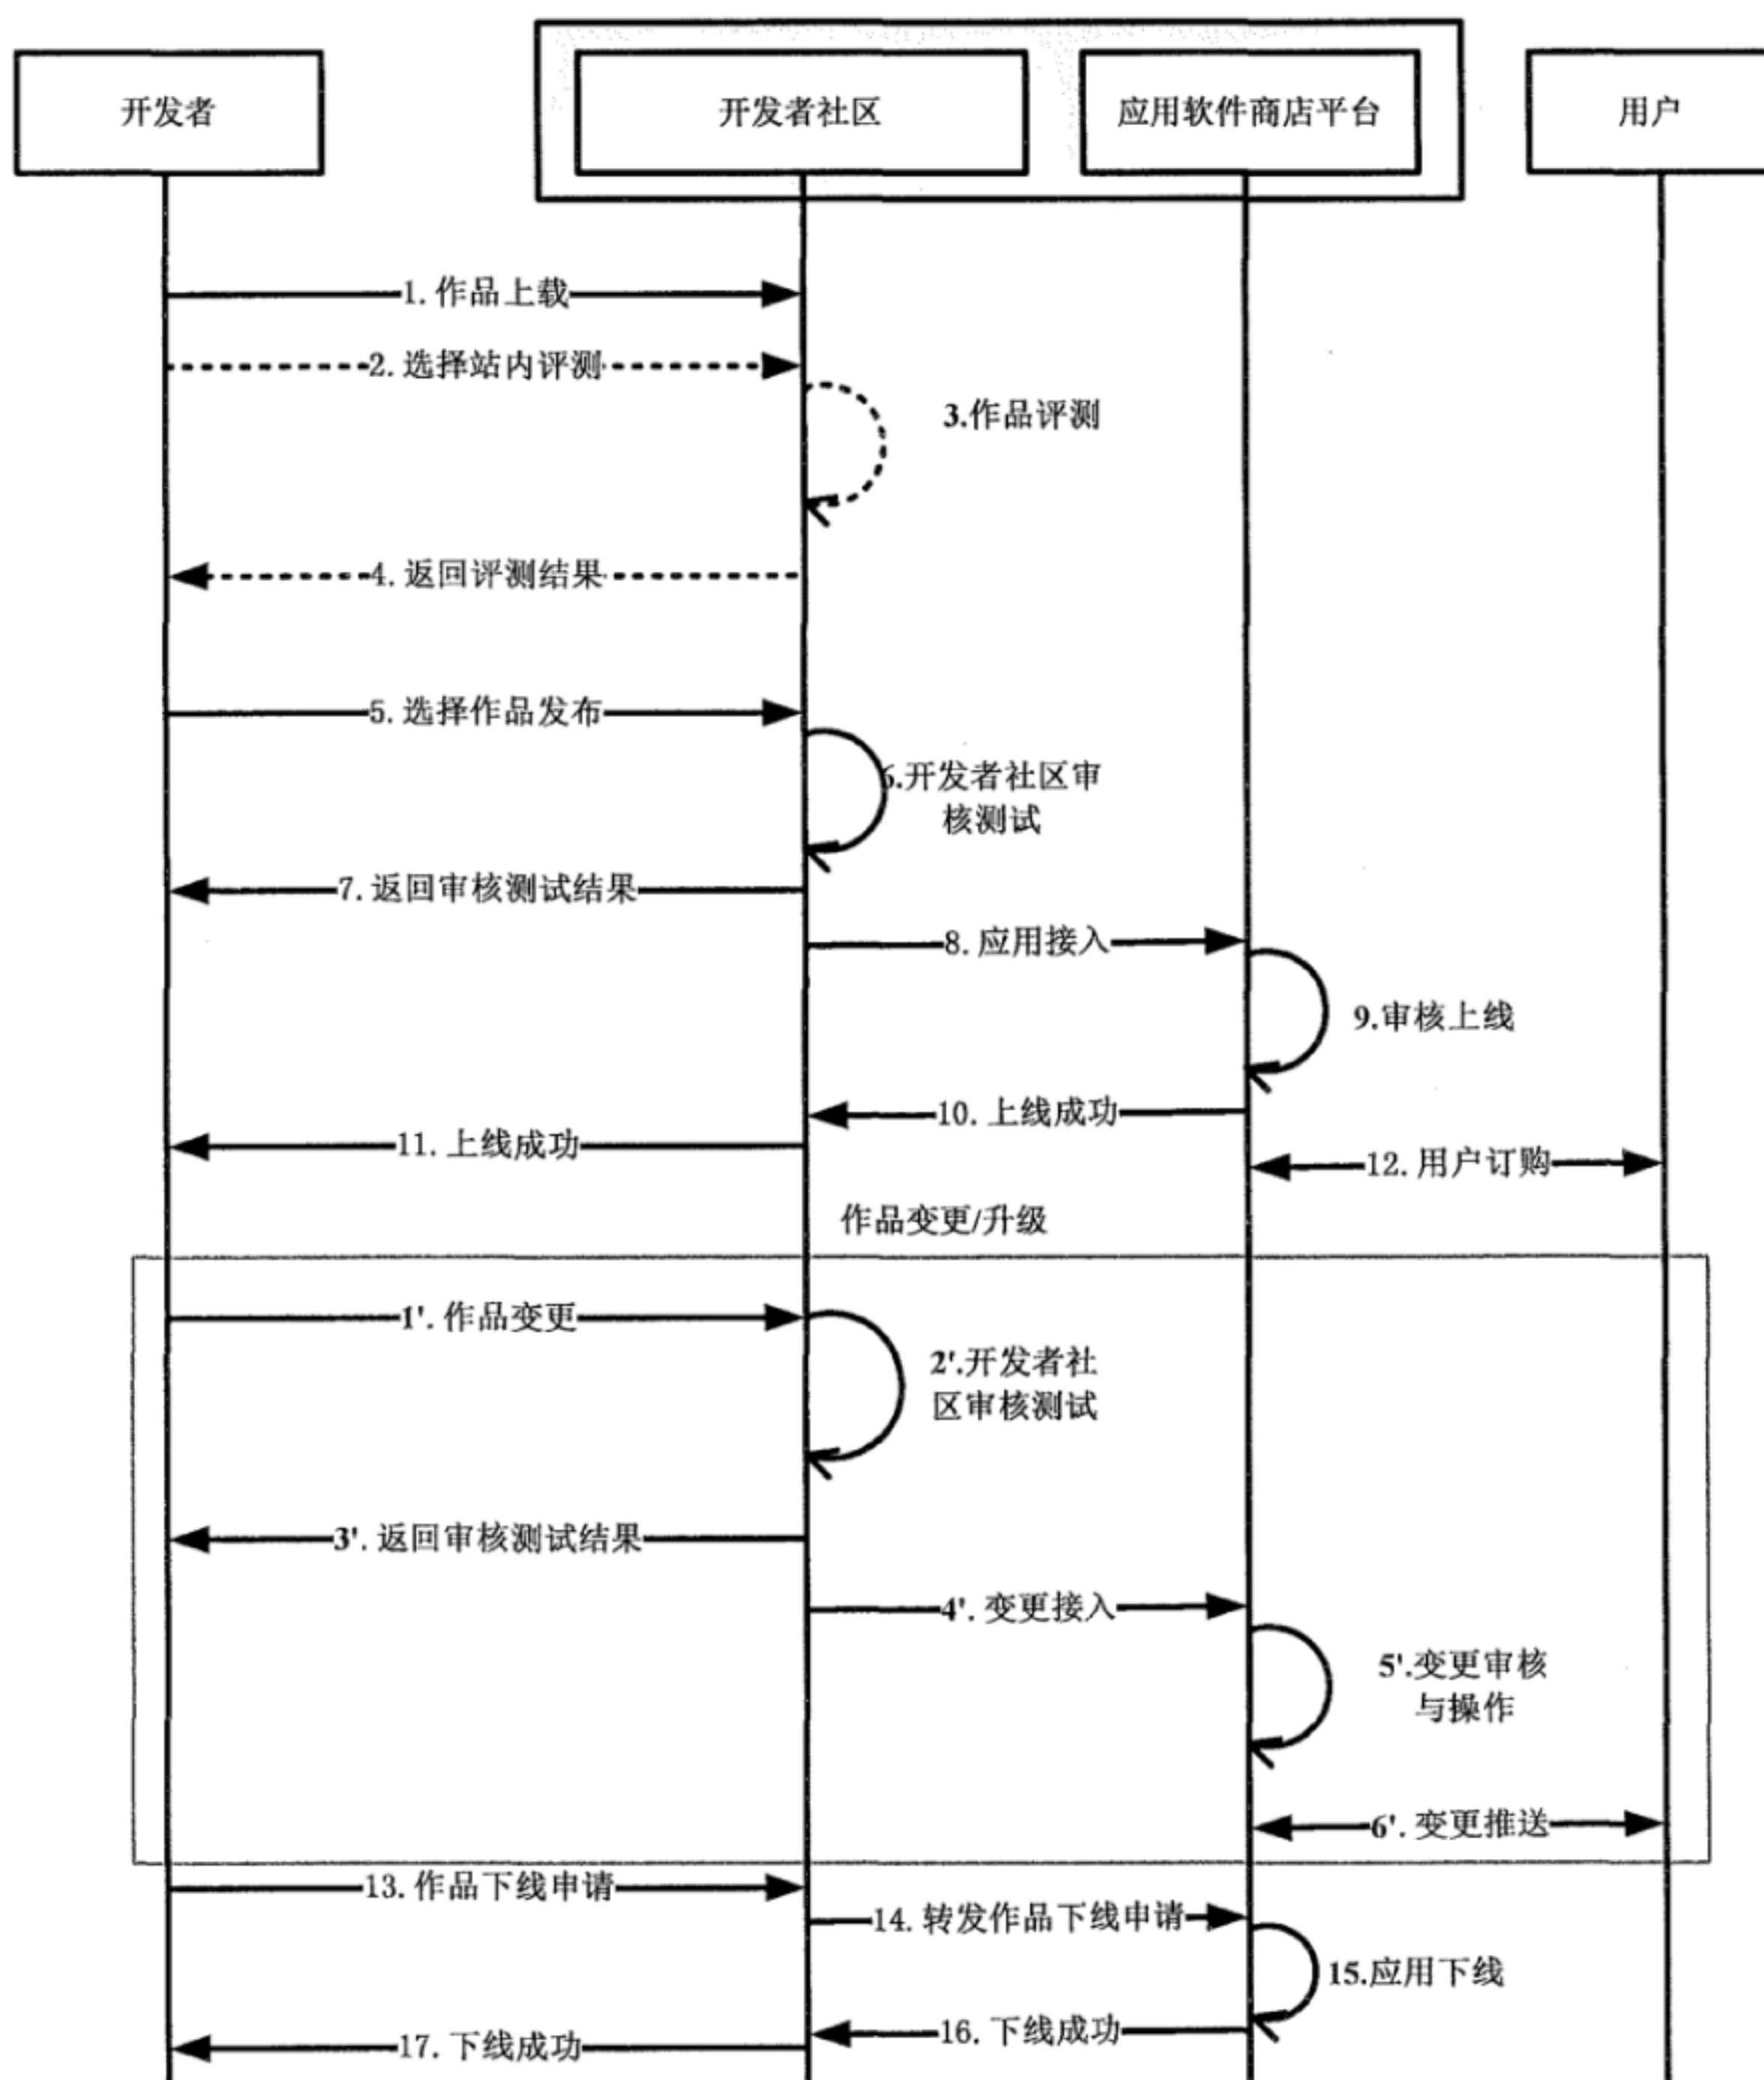 开发者
开发者社区
应用软件商店平台
用户
1. 作品上载
2. 选择站内评测
3.作品评测
4. 返回评测结果
5. 选择作品发布
6.开发者社区审
核测试
7. 返回审核测试结果
8. 应用接入
9.审核上线
10. 上线成功
11. 上线成功
12. 用户订购
作品变更/升级
1'. 作品变更
2'.开发者社
区审核测试
3'. 返回审核测试结果
4'. 变更接入
5'.变更审核
与操作
6'. 变更推送
13. 作品下线申请
14. 转发作品下线申请
15.应用下线
16. 下线成功
17. 下线成功